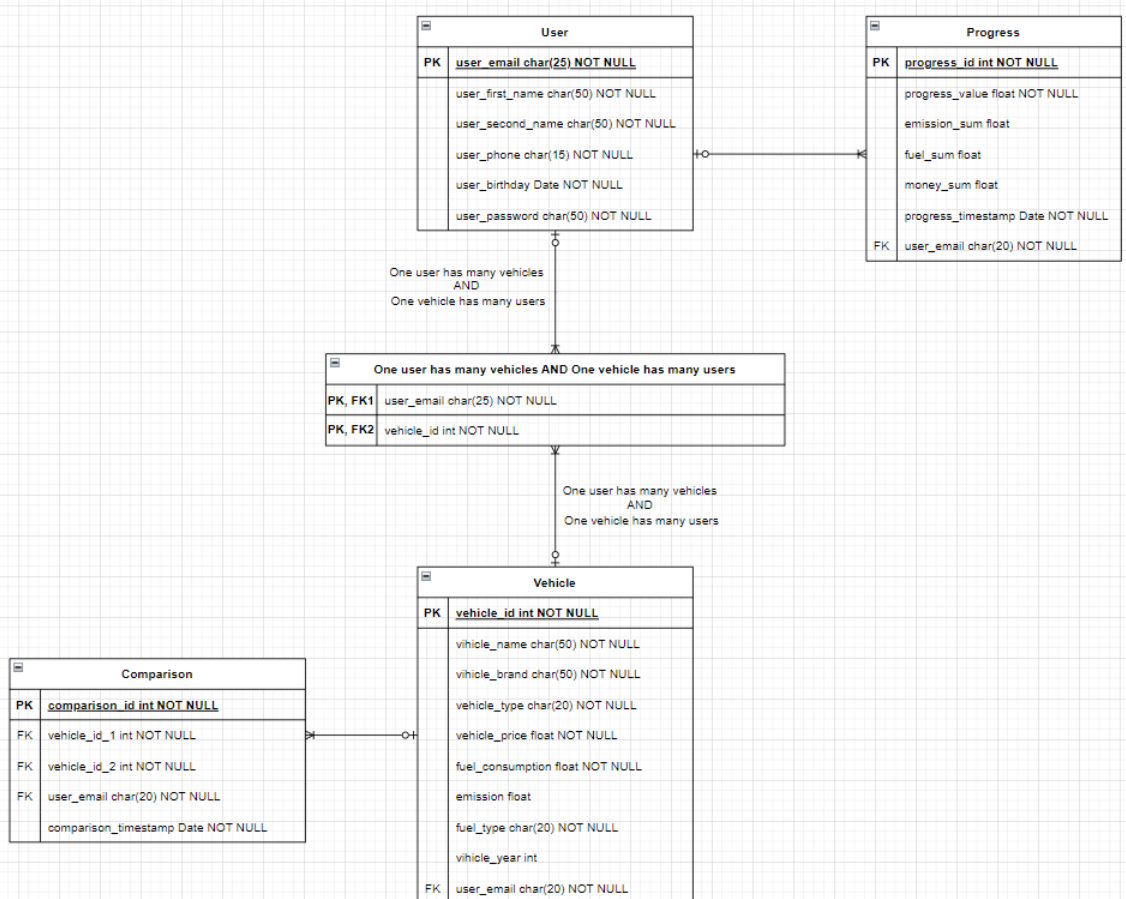 User
PK user_email char(25) NOT NULL
user_first_name char(50) NOT NULL
user_second_name char(50) NOT NULL
user_phone char(15) NOT NULL
user_birthday Date NOT NULL
user_password char(50) NOT NULL
Progress
PK progress_id int NOT NULL
progress_value float NOT NULL
emission_sum float
fuel_sum float
money_sum float
progress_timestamp Date NOT NULL
FK user_email char(20) NOT NULL
One user has many vehicles
AND
One vehicle has many users
One user has many vehicles AND One vehicle has many users
PK, FK1 user_email char(25) NOT NULL
PK, FK2 vehicle_id int NOT NULL
One user has many vehicles
AND
One vehicle has many users
Vehicle
PK vehicle_id int NOT NULL
vihicle_name char(50) NOT NULL
vihicle_brand char(50) NOT NULL
vehicle_type char(20) NOT NULL
vehicle_price float NOT NULL
fuel_consumption float NOT NULL
emission float
fuel_type char(20) NOT NULL
vihicle_year int
FK user_email char(20) NOT NULL
Comparison
PK comparison_id int NOT NULL
FK vehicle_id_1 int NOT NULL
FK vehicle_id_2 int NOT NULL
FK user_email char(20) NOT NULL
comparison_timestamp Date NOT NULL